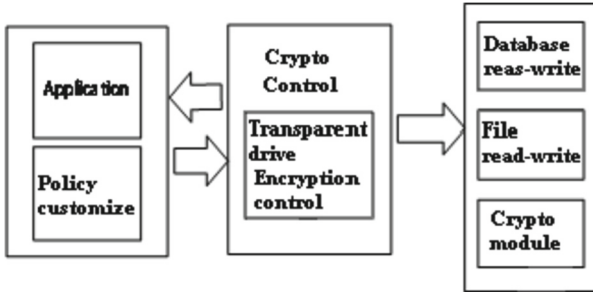 Application
Policy
customize
Crypto
Control
Transparent
drive
Encryption
control
Database
reas-write
File
read-write
Crypto
module